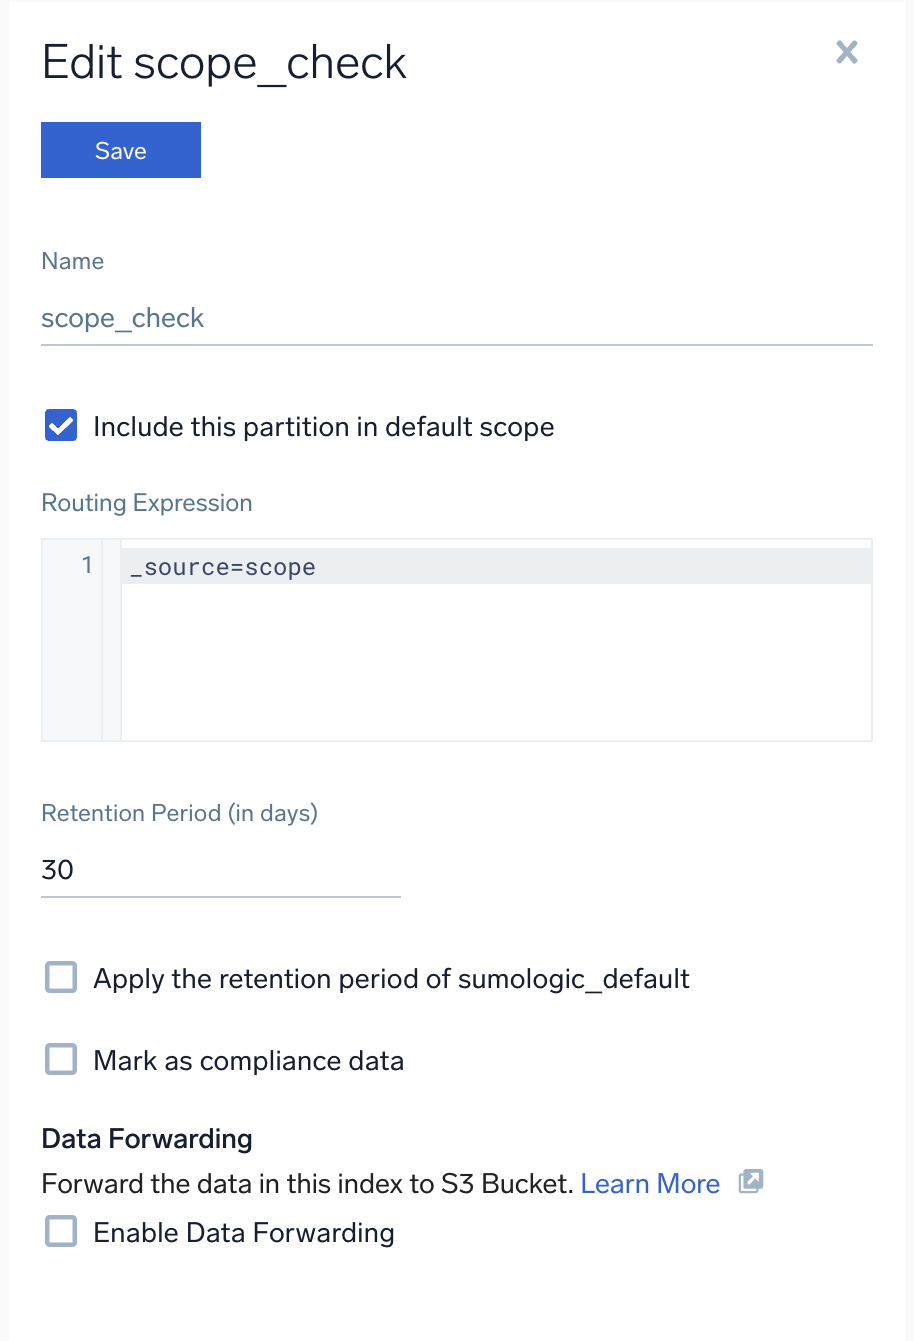 Edit scope_check
Save
Name
scope_check
Include this partition in default scope
Routing Expression
1 _source=scope
Retention Period (in days)
30
Apply the retention period of sumologic_default
Mark as compliance data
Data Forwarding
Forward the data in this index to S3 Bucket. Learn More
Enable Data Forwarding